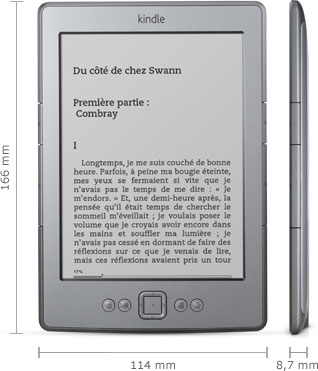 kindle
Du côté de chez Swann
Première partie :
Combray
I
Longtemps, je me suis couché de bonne
heure. Parfois, à peine ma bougie éteinte,
mes yeux se fermaient si vite que je
n'avais pas le temps de me dire : « Je
m'endors. » Et, une demi-heure après, la
pensée qu'il était temps de chercher le
sommeil m'éveillait ; je voulais poser le
volume que je croyais avoir encore dans
les mains et souffler ma lumière ; je
n'avais pas cessé en dormant de faire des
réflexions sur ce que je venais de lire,
mais ces réflexions avaient pris un tour
17%
166 mm
114 mm
8,7 mm